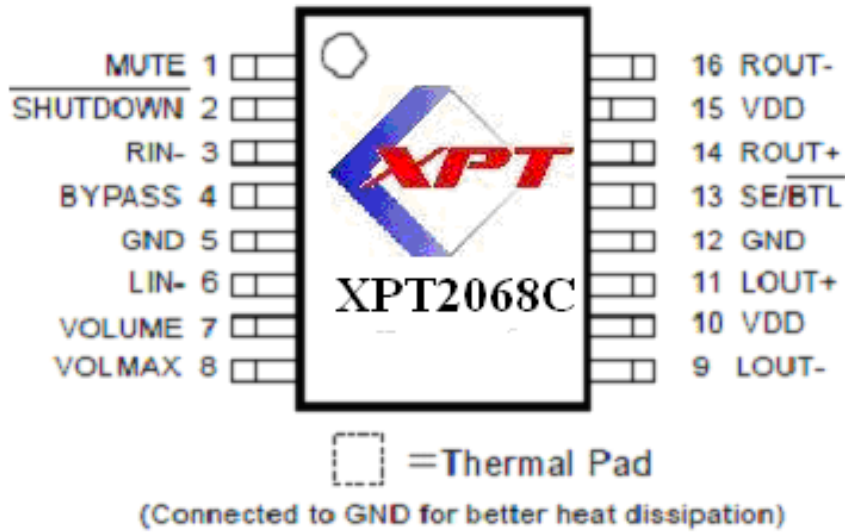 MUTE 1
SHUTDOWN 2
RIN- 3
BYPASS 4
GND 5
LIN- 6
VOLUME 7
VOLMAX 8
XPT
XPT2068C
16 ROUT-
15 VDD
14 ROUT+
13 SE/BTL
12 GND
11 LOUT+
10 VDD
9 LOUT-
=Thermal Pad
(Connected to GND for better heat dissipation)